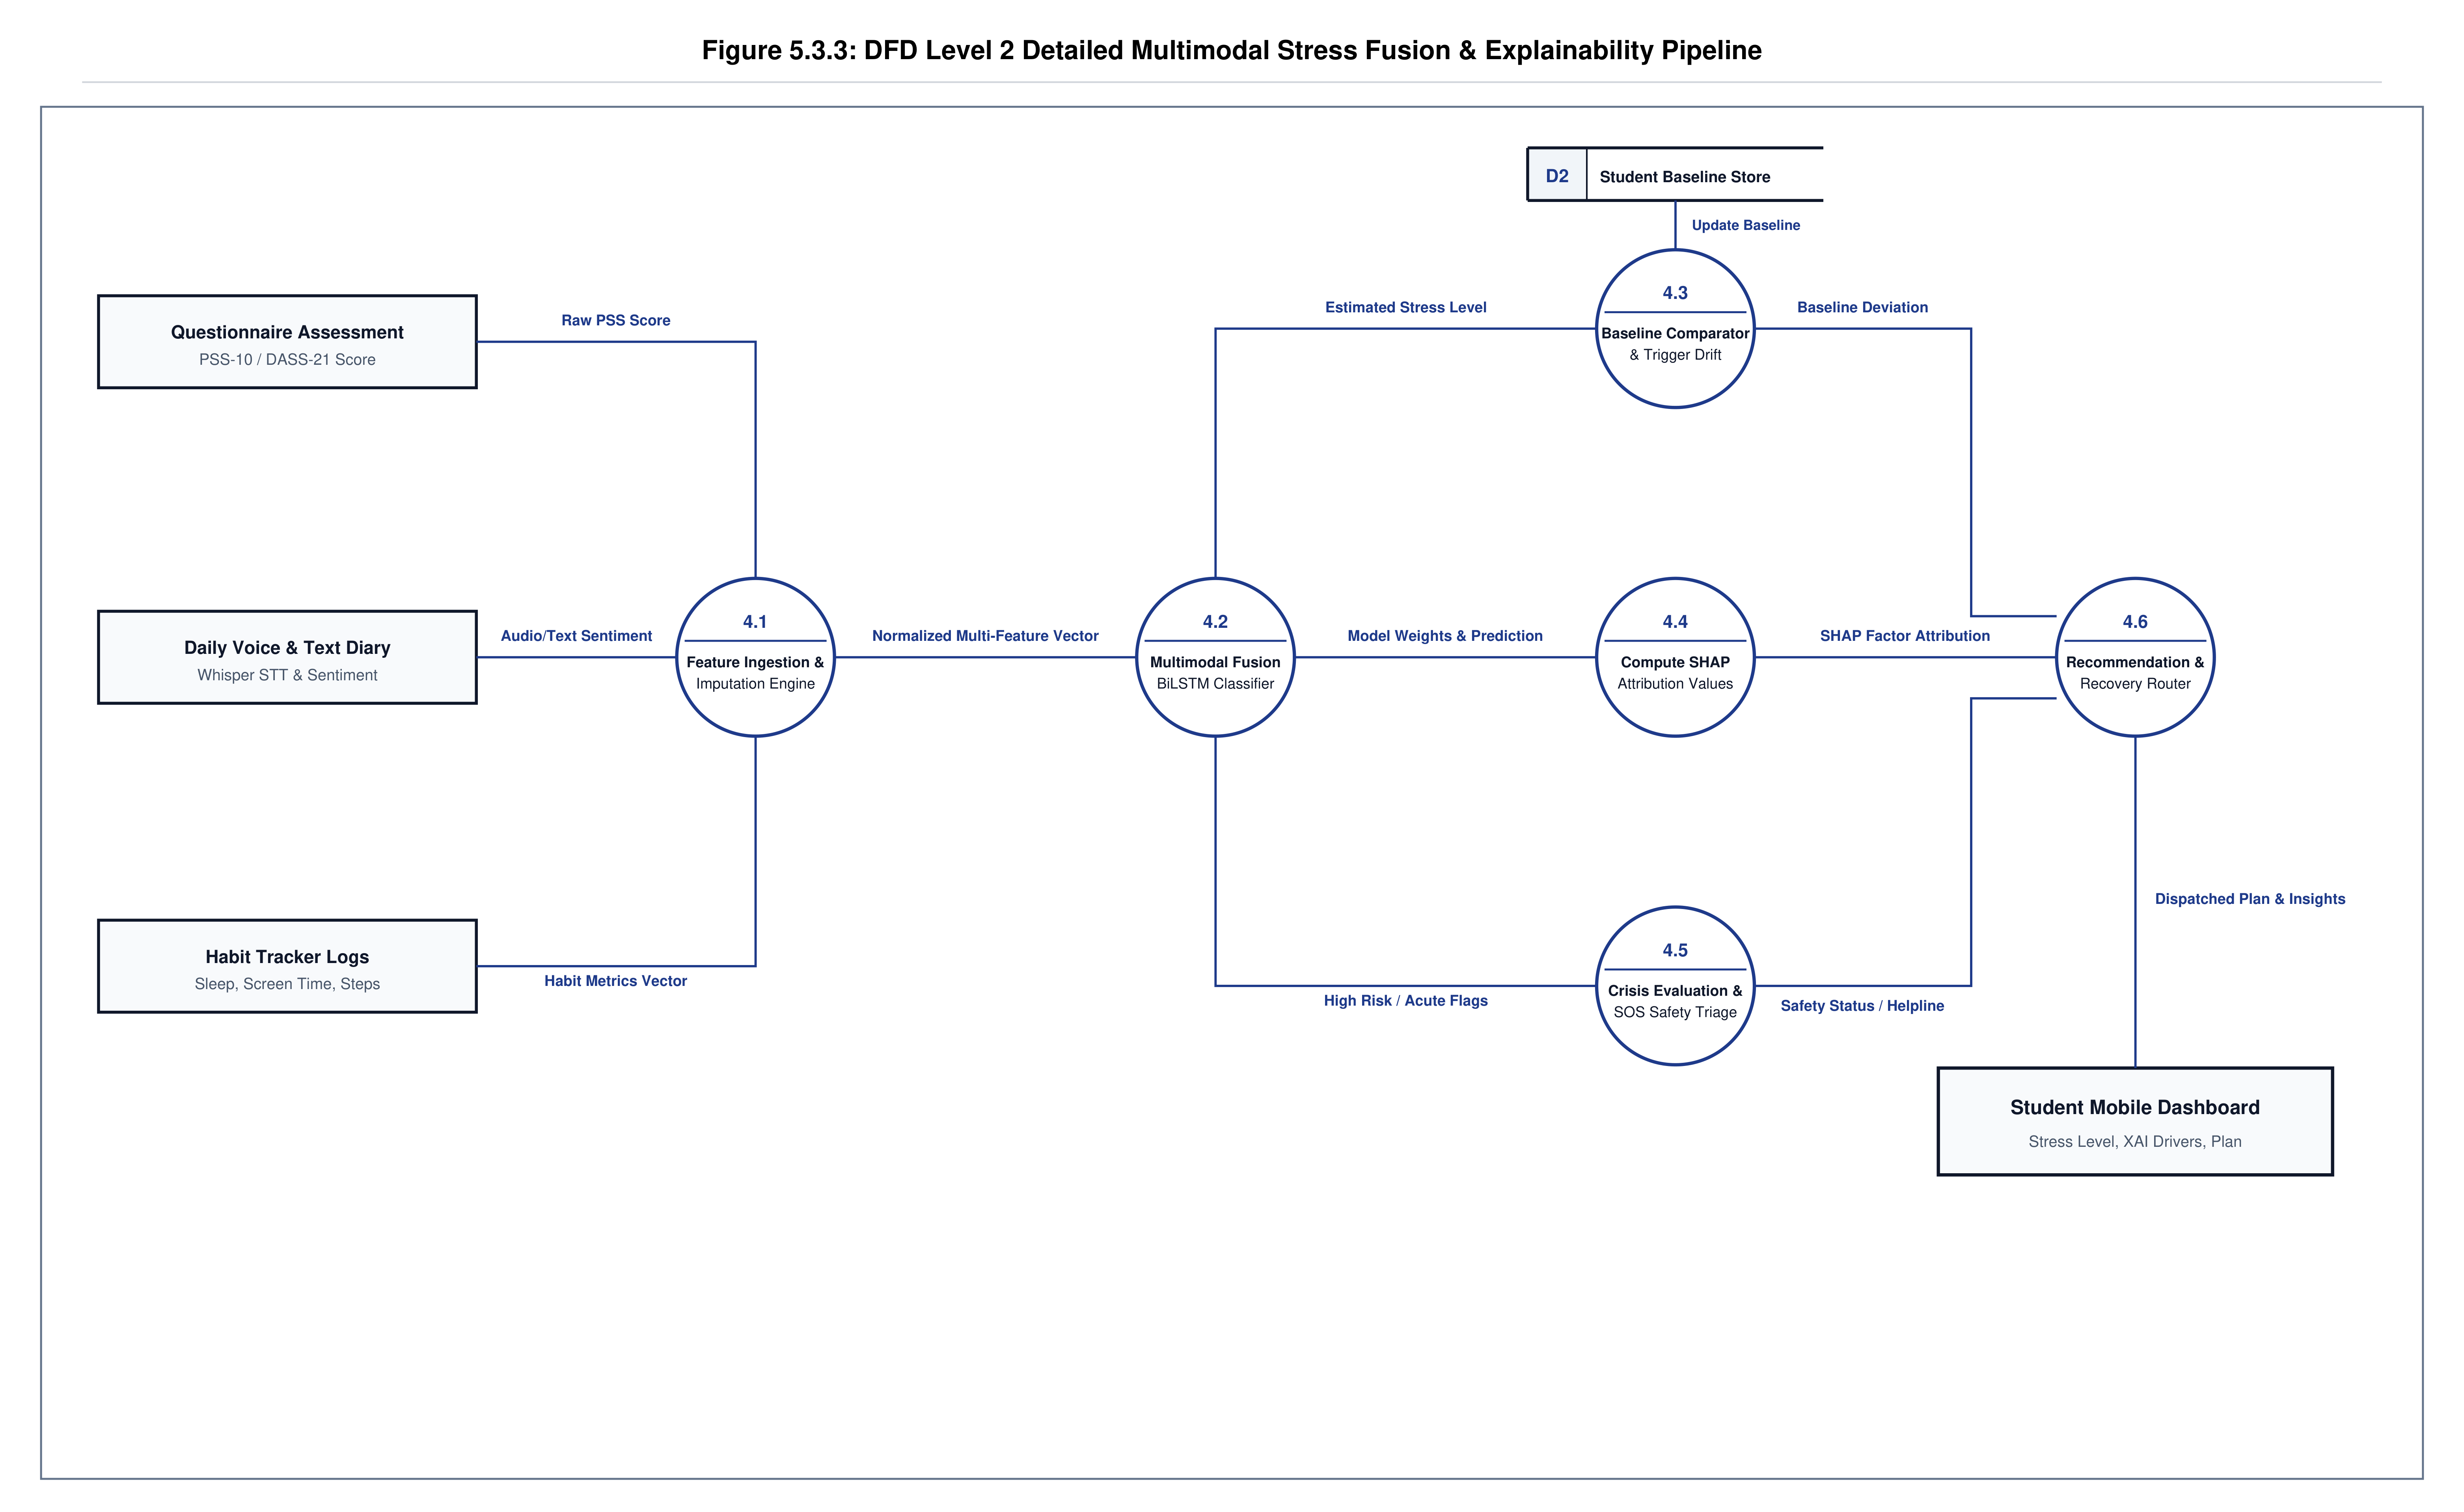 Figure 5.3.3: DFD Level 2 Detailed Multimodal Stress Fusion & Explainability Pipeline
D2
Student Baseline Store
Update Baseline
Questionnaire Assessment
PSS-10 / DASS-21 Score
Raw PSS Score
Estimated Stress Level
4.3
Baseline Comparator
& Trigger Drift
Baseline Deviation
Daily Voice & Text Diary
Whisper STT & Sentiment
Audio/Text Sentiment
4.1
Feature Ingestion &
Imputation Engine
Normalized Multi-Feature Vector
4.2
Multimodal Fusion
BiLSTM Classifier
Model Weights & Prediction
4.4
Compute SHAP
Attribution Values
SHAP Factor Attribution
4.6
Recommendation &
Recovery Router
Habit Tracker Logs
Sleep, Screen Time, Steps
Habit Metrics Vector
High Risk / Acute Flags
4.5
Crisis Evaluation &
SOS Safety Triage
Safety Status / Helpline
Dispatched Plan & Insights
Student Mobile Dashboard
Stress Level, XAI Drivers, Plan